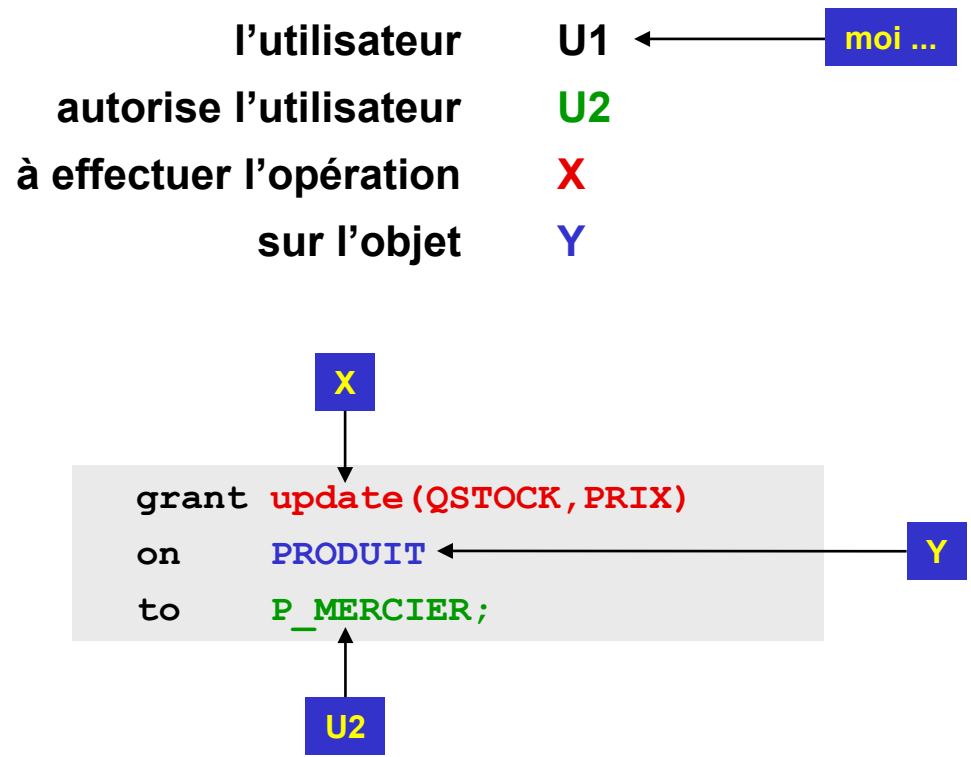 l’utilisateur U1 moi ...
autorise l’utilisateur U2
à effectuer l’opération X
sur l’objet Y
X
grant update(QSTOCK,PRIX)
on PRODUIT Y
to P_MERCIER;
U2